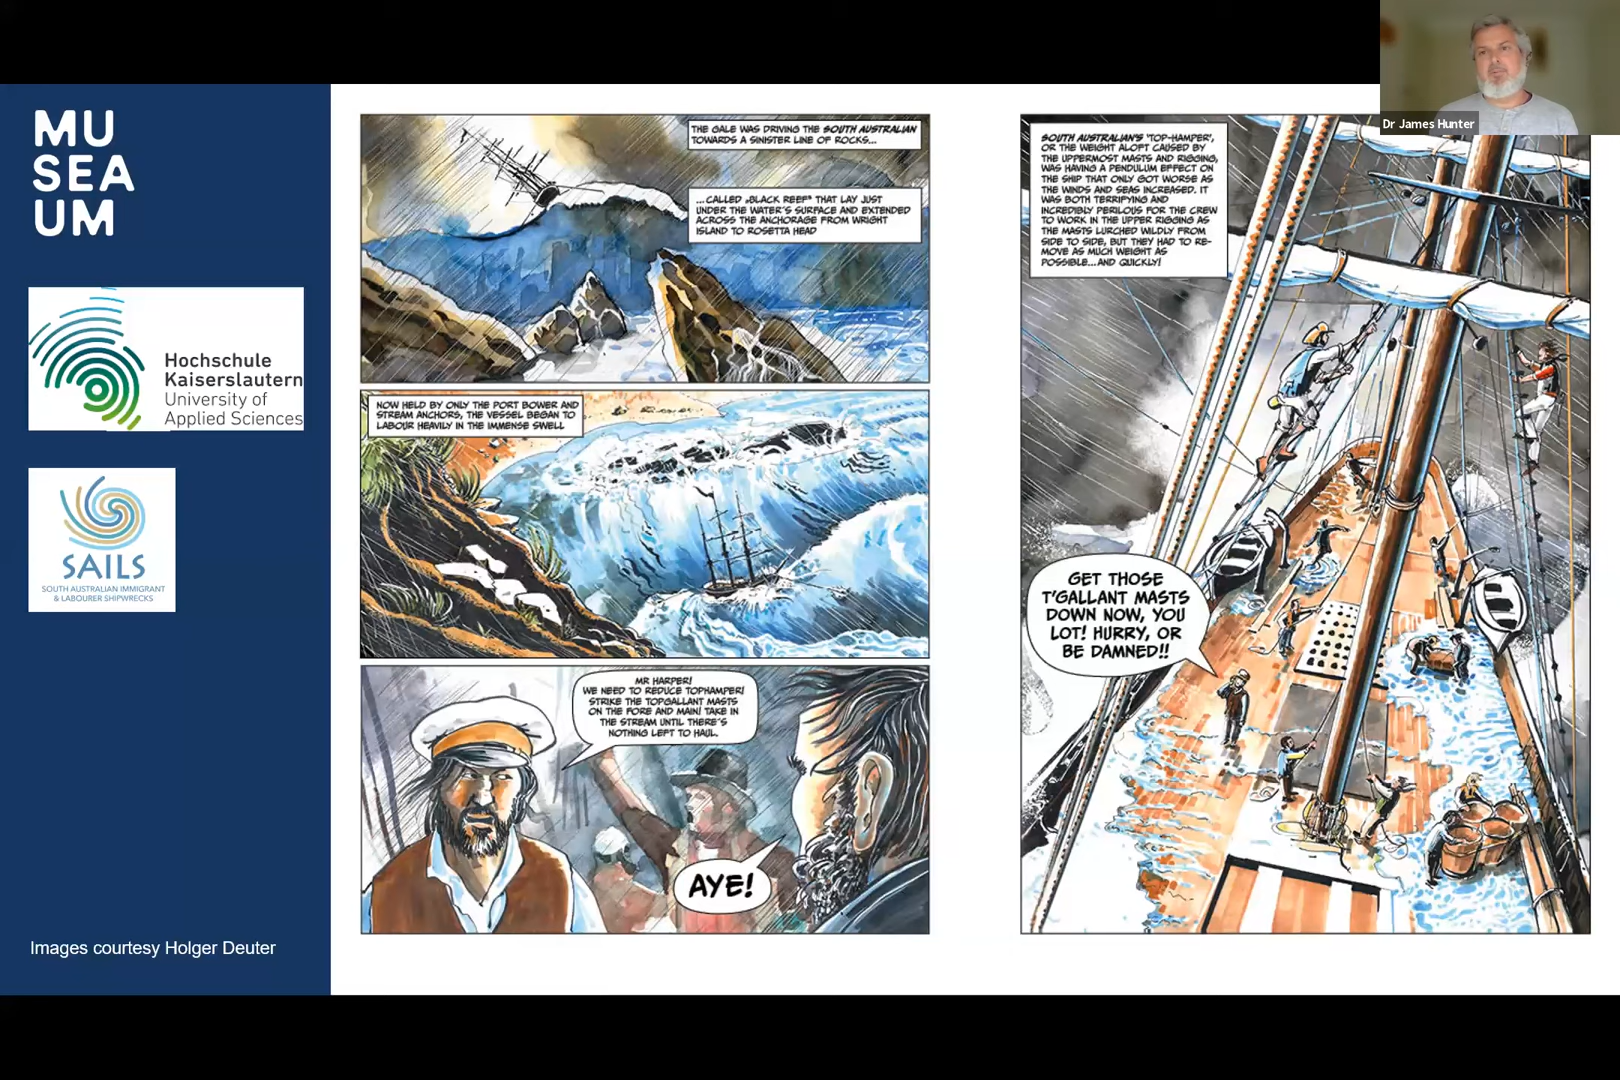 MU
SEA
UM
Hochschule
Kaiserslautern
University of
Applied Sciences
SAILS
SOUTH AUSTRALIAN IMMIGRANT
& LABOURER SHIPWRECKS
Images courtesy Holger Deuter
THE GALE WAS DRIVING THE SOUTH AUSTRALIAN
TOWARDS A SINISTER LINE OF ROCKS...
...CALLED „BLACK REEF" THAT LAY JUST
UNDER THE WATER'S SURFACE AND EXTENDED
ACROSS THE ANCHORAGE FROM WRIGHT
ISLAND TO ROSETTA HEAD
NOW HELD BY ONLY THE PORT BOWER AND
STREAM ANCHORS, THE VESSEL BEGAN TO
LABOUR HEAVILY IN THE IMMENSE SWELL
MR HARPER!
WE NEED TO REDUCE TOPHAMPER!
STRIKE THE TOPGALLANT MASTS
ON THE FORE AND MAIN! TAKE IN
THE STREAM UNTIL THERE'S
NOTHING LEFT TO HAUL.
AYE!
SOUTH AUSTRALIAN'S 'TOP-HAMPER',
OR THE WEIGHT ALOFT CAUSED BY
THE UPPERMOST MASTS AND RIGGING,
WAS HAVING A PENDULUM EFFECT ON
THE SHIP THAT ONLY GOT WORSE AS
THE WINDS AND SEAS INCREASED. IT
WAS BOTH TERRIFYING AND
INCREDIBLY PERILOUS FOR THE CREW
TO WORK IN THE UPPER RIGGING AS
THE MASTS LURCHED WILDLY FROM
SIDE TO SIDE, BUT THEY HAD TO RE-
MOVE AS MUCH WEIGHT AS
POSSIBLE...AND QUICKLY!
GET THOSE
T'GALLANT MASTS
DOWN NOW, YOU
LOT! HURRY, OR
BE DAMNED!!
Dr James Hunter